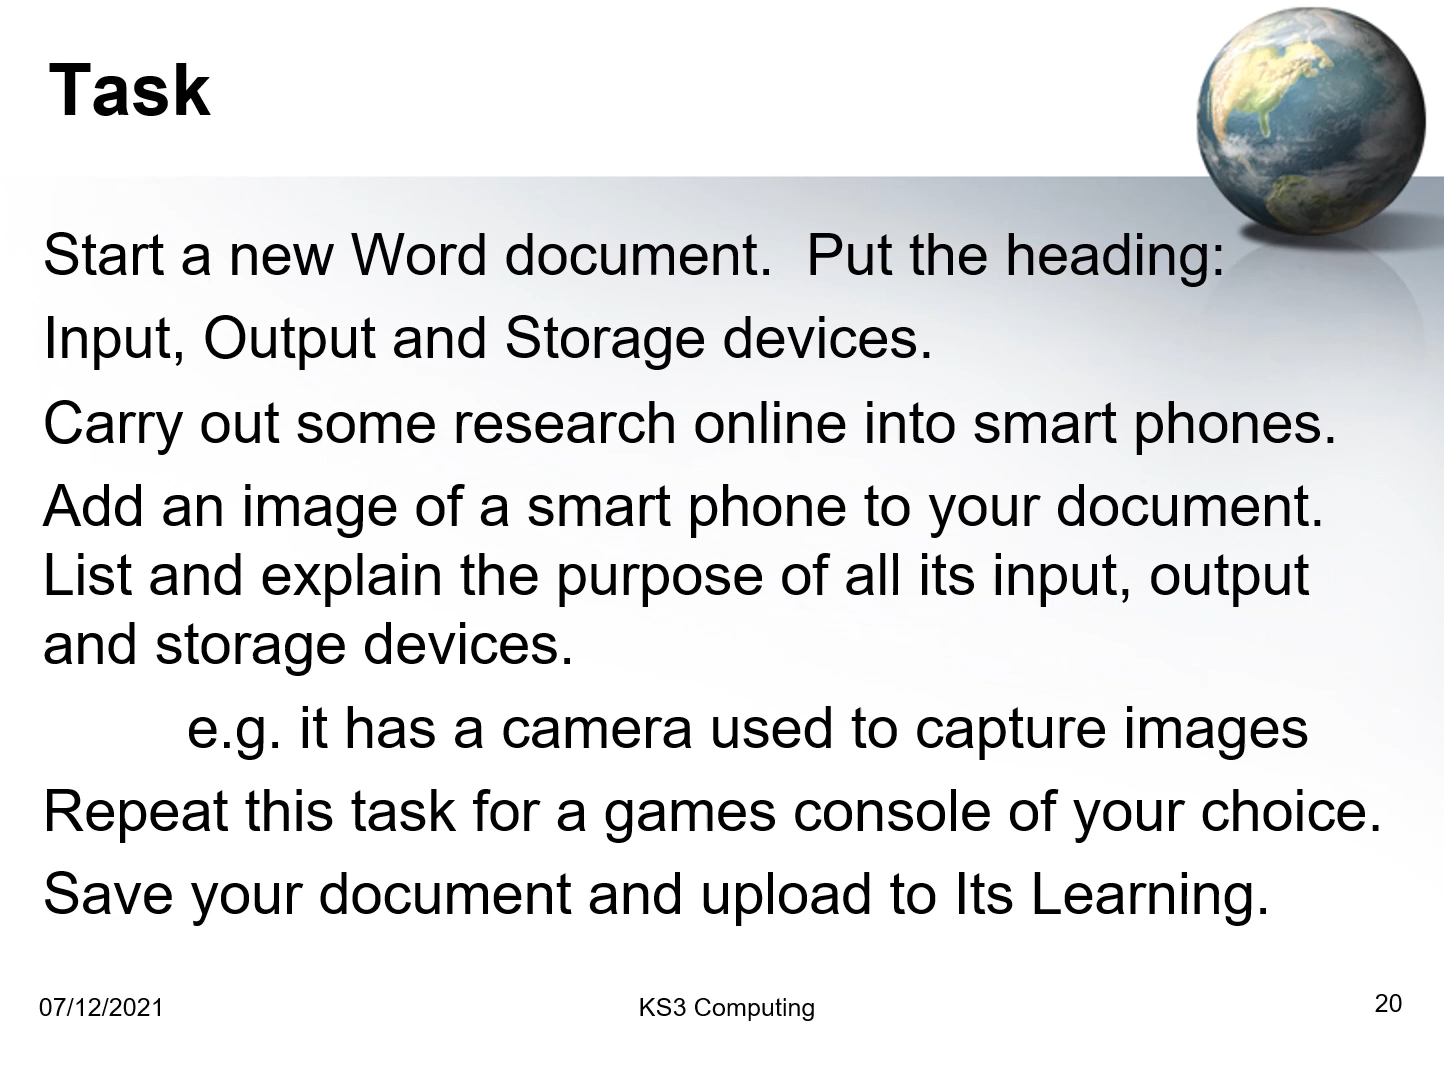 Task
Start a new Word document.  Put the heading:
Input, Output and Storage devices.
Carry out some research online into smart phones.
Add an image of a smart phone to your document.
List and explain the purpose of all its input, output
and storage devices.
e.g. it has a camera used to capture images
Repeat this task for a games console of your choice.
Save your document and upload to Its Learning.
07/12/2021
KS3 Computing
20